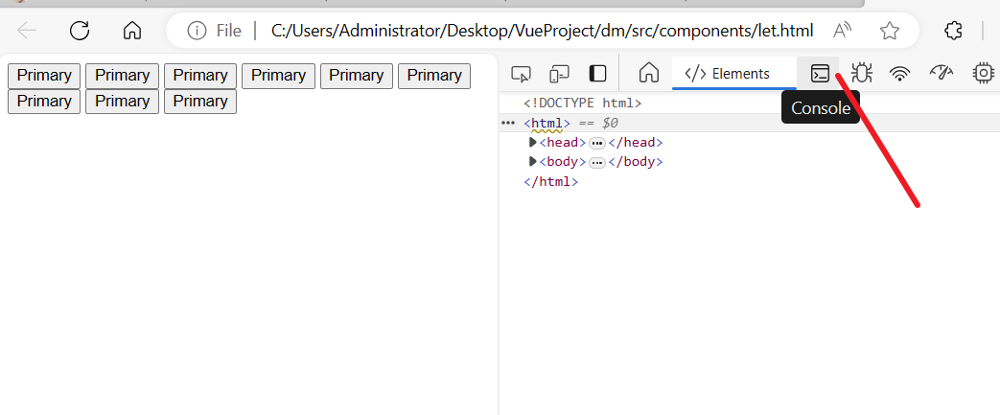 File C:/Users/Administrator/Desktop/VueProject/dm/src/components/let.html
Primary Primary Primary Primary Primary Primary
Primary Primary Primary
Elements
Console
<!DOCTYPE html>
<html> == $0
<head> ... </head>
<body> ... </body>
</html>